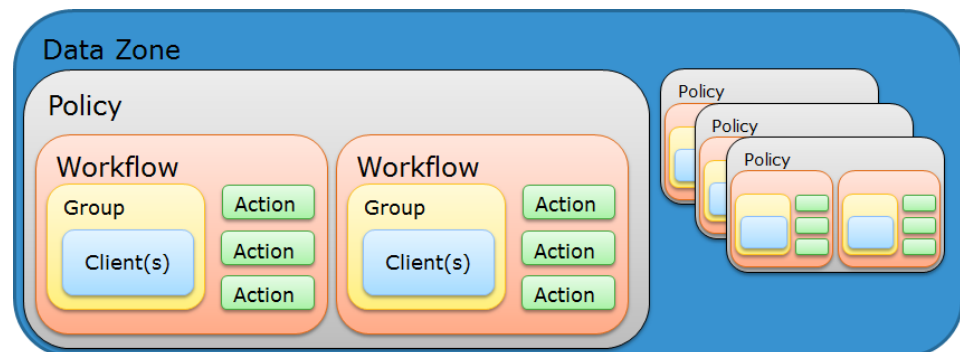 Data Zone
Policy
Workflow
Group
Client(s)
Action
Action
Action
Workflow
Group
Client(s)
Action
Action
Action
Policy
Policy
Policy